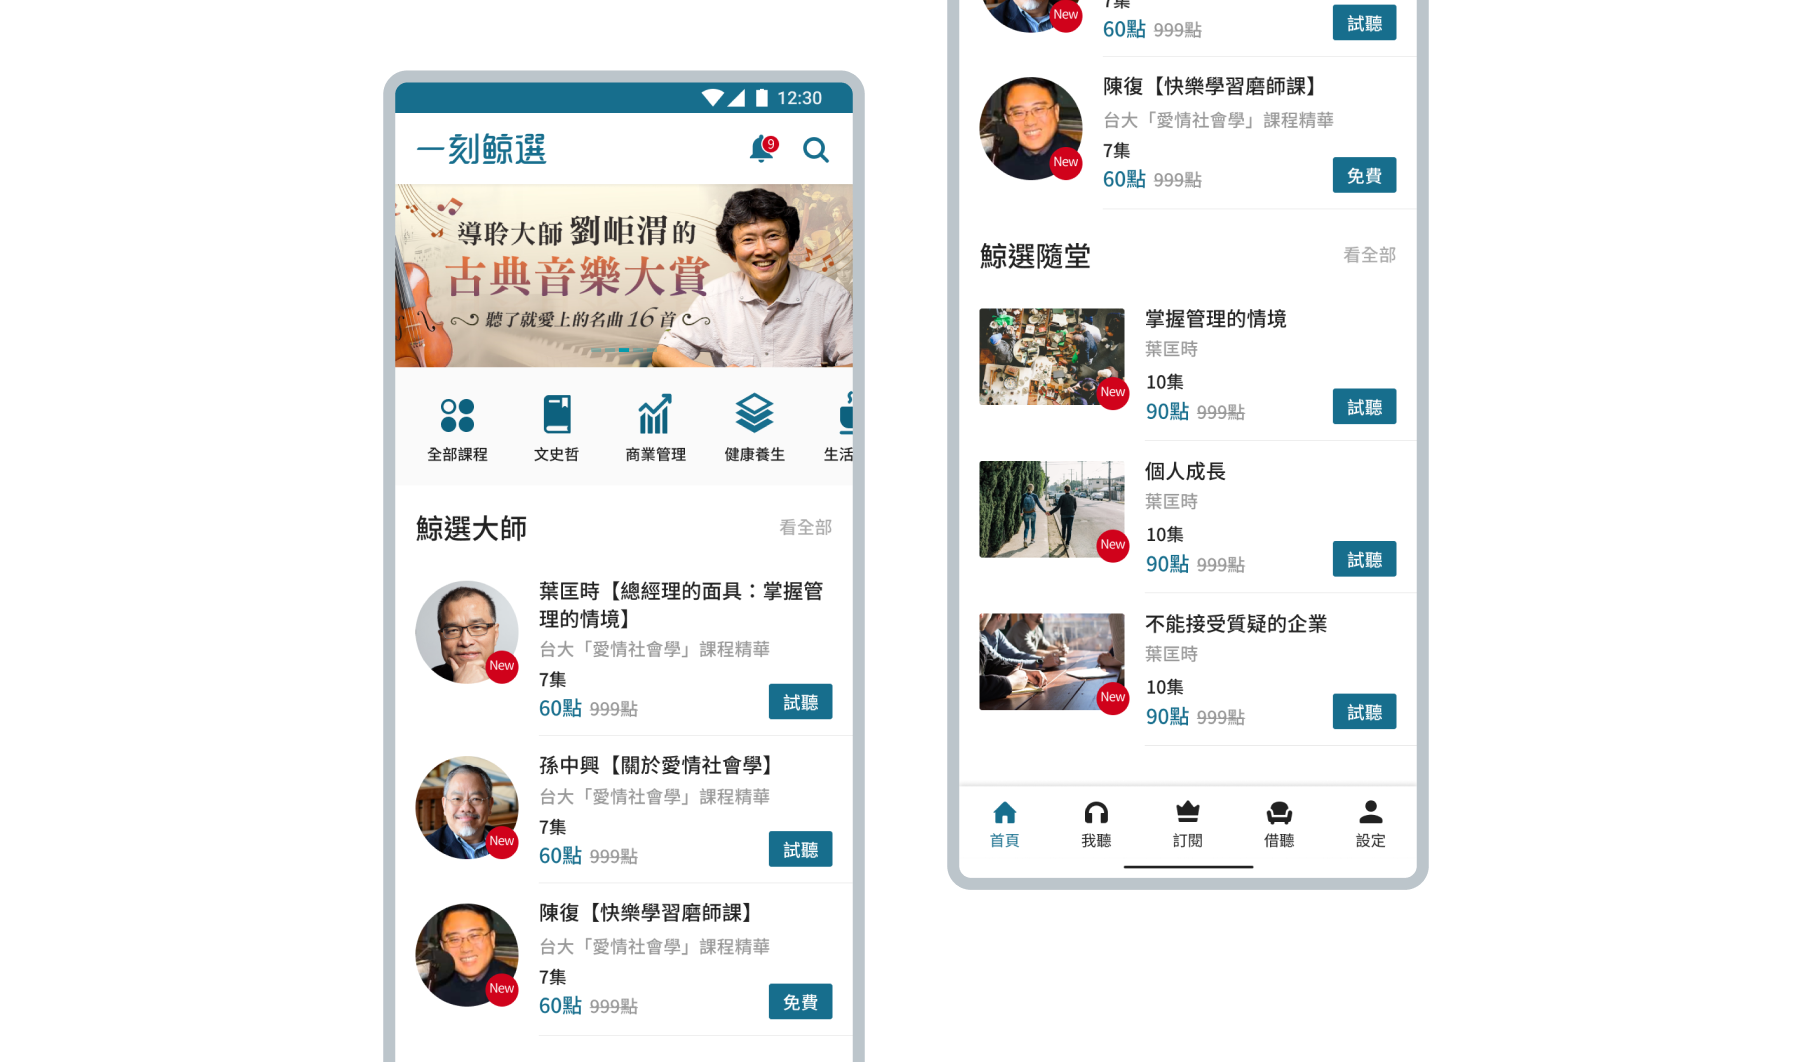 12:30
一刻鯨選
9
導聆大師 劉岠渭的
古典音樂大賞
聽了就愛上的名曲16首
全部課程
文史哲
商業管理
健康養生
生活
鯨選大師
看全部
葉匡時【總經理的面具：掌握管
理的情境】
台大「愛情社會學」課程精華
7集
New
60點 999點
試聽
孫中興【關於愛情社會學】
台大「愛情社會學」課程精華
7集
New
60點 999點
試聽
陳復【快樂學習磨師課】
台大「愛情社會學」課程精華
7集
New
60點 999點
免費
7集
New
60點 999點
試聽
陳復【快樂學習磨師課】
台大「愛情社會學」課程精華
7集
New
60點 999點
免費
鯨選隨堂
看全部
掌握管理的情境
葉匡時
10集
New
90點 999點
試聽
個人成長
葉匡時
10集
New
90點 999點
試聽
不能接受質疑的企業
葉匡時
10集
New
90點 999點
試聽
首頁
我聽
訂閱
借聽
設定